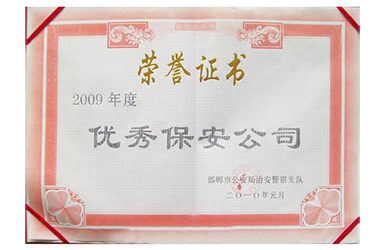 荣誉证书
2009年度
优秀保安公司
邯郸市公安局治安警察支队
二〇一〇年元月